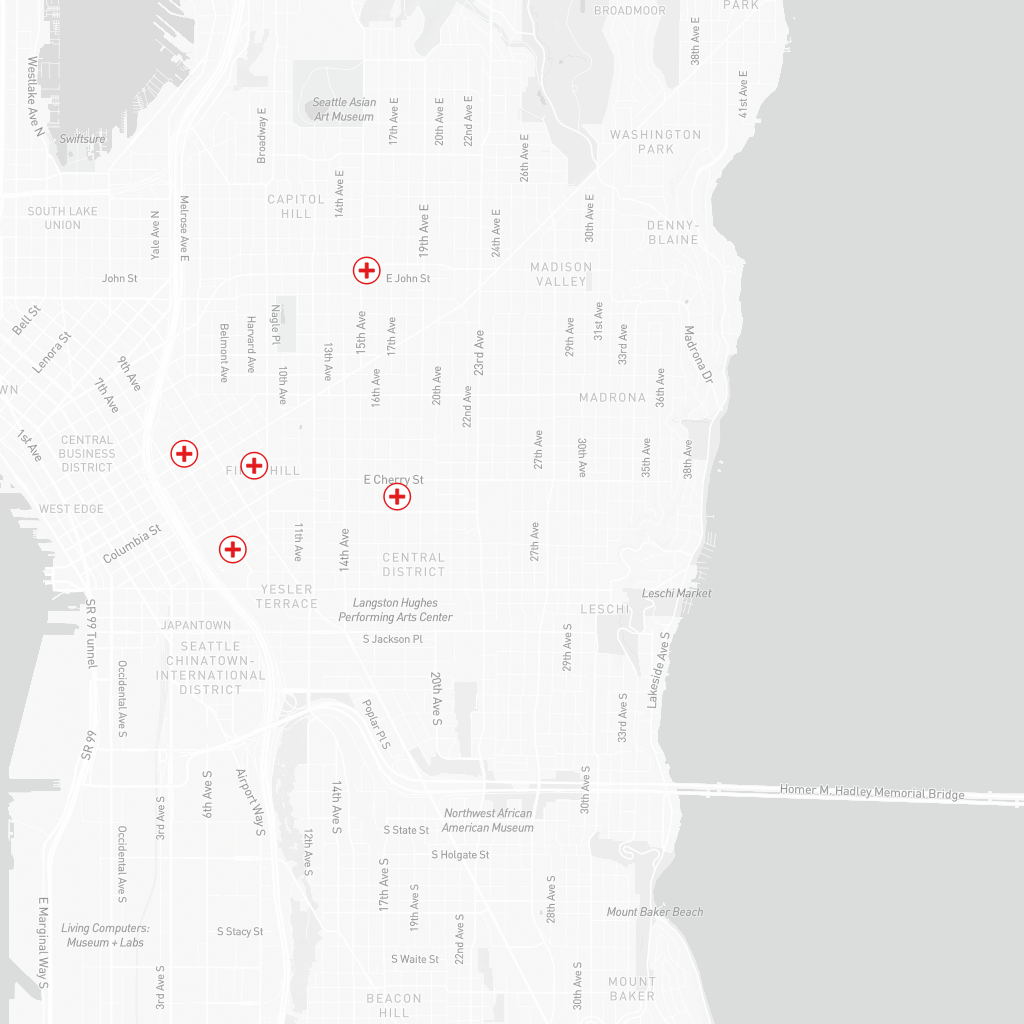 BROADMOOR
PARK
38th Ave E
Westlake Ave N
41st Ave E
Seattle Asian
Art Museum
17th Ave E
20th Ave E
22nd Ave E
Broadway E
Swiftsure
WASHINGTON
PARK
26th Ave E
14th Ave E
CAPITOL
HILL
SOUTH LAKE
UNION
Yale Ave N
Melrose Ave E
19th Ave E
24th Ave E
30th Ave E
DENNY-
BLAINE
John St
E John St
MADISON
VALLEY
Bell St
Lenora St
Belmont Ave
Harvard Ave
Nagle Pl
15th Ave
17th Ave
23rd Ave
29th Ave
31st Ave
33rd Ave
Madrona Dr
9th Ave
7th Ave
13th Ave
10th Ave
16th Ave
20th Ave
22nd Ave
36th Ave
MADRONA
WN
1st Ave
CENTRAL
BUSINESS
DISTRICT
27th Ave
30th Ave
35th Ave
38th Ave
HILL
E Cherry St
WEST EDGE
Columbia St
11th Ave
14th Ave
27th Ave
CENTRAL
DISTRICT
YESLER
TERRACE
Langston Hughes
Performing Arts Center
LESCHI
Leschi Market
SR 99 Tunnel
JAPANTOWN
S Jackson Pl
29th Ave S
Lakeside Ave S
SEATTLE
CHINATOWN-
INTERNATIONAL
DISTRICT
Occidental Ave S
20th Ave S
33rd Ave S
Poplar Pl S
SR 99
6th Ave S
Airport Way S
3rd Ave S
14th Ave S
30th Ave S
Homer M. Hadley Memorial Bridge
Northwest African
American Museum
S State St
Occidental Ave S
12th Ave S
S Holgate St
17th Ave S
19th Ave S
28th Ave S
22nd Ave S
Mount Baker Beach
E Marginal Way S
Living Computers:
Museum + Labs
S Stacy St
S Waite St
3rd Ave S
30th Ave S
MOUNT
BAKER
BEACON
HILL